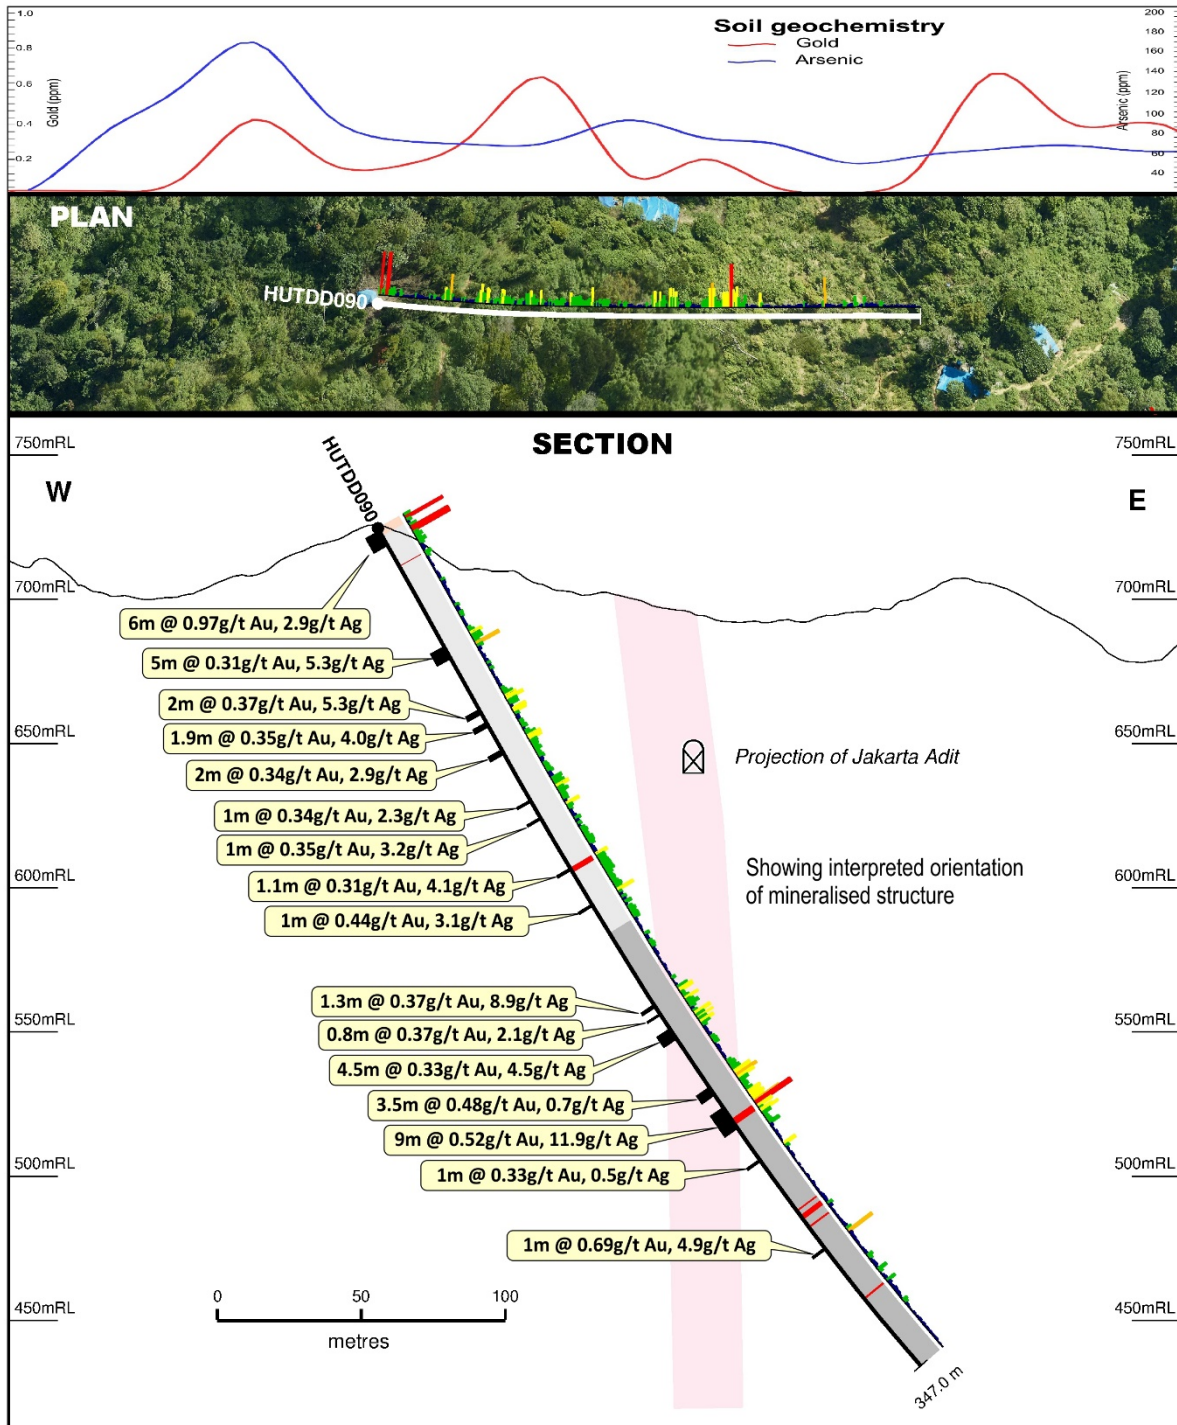 Soil geochemistry
Gold
Arsenic
1.0
0.8
0.6
0.4
0.2
Gold (ppm)
200
180
160
140
120
100
80
60
40
Arsenic (ppm)
PLAN
HUTDD090
SECTION
750mRL
750mRL
W
E
HUTDD090
700mRL
700mRL
6m @ 0.97g/t Au, 2.9g/t Ag
5m @ 0.31g/t Au, 5.3g/t Ag
2m @ 0.37g/t Au, 5.3g/t Ag
1.9m @ 0.35g/t Au, 4.0g/t Ag
650mRL
650mRL
Projection of Jakarta Adit
2m @ 0.34g/t Au, 2.9g/t Ag
1m @ 0.34g/t Au, 2.3g/t Ag
1m @ 0.35g/t Au, 3.2g/t Ag
Showing interpreted orientation
of mineralised structure
600mRL
600mRL
1.1m @ 0.31g/t Au, 4.1g/t Ag
1m @ 0.44g/t Au, 3.1g/t Ag
1.3m @ 0.37g/t Au, 8.9g/t Ag
550mRL
550mRL
0.8m @ 0.37g/t Au, 2.1g/t Ag
4.5m @ 0.33g/t Au, 4.5g/t Ag
3.5m @ 0.48g/t Au, 0.7g/t Ag
9m @ 0.52g/t Au, 11.9g/t Ag
500mRL
500mRL
1m @ 0.33g/t Au, 0.5g/t Ag
1m @ 0.69g/t Au, 4.9g/t Ag
450mRL
450mRL
0 50 100
metres
347.0 m